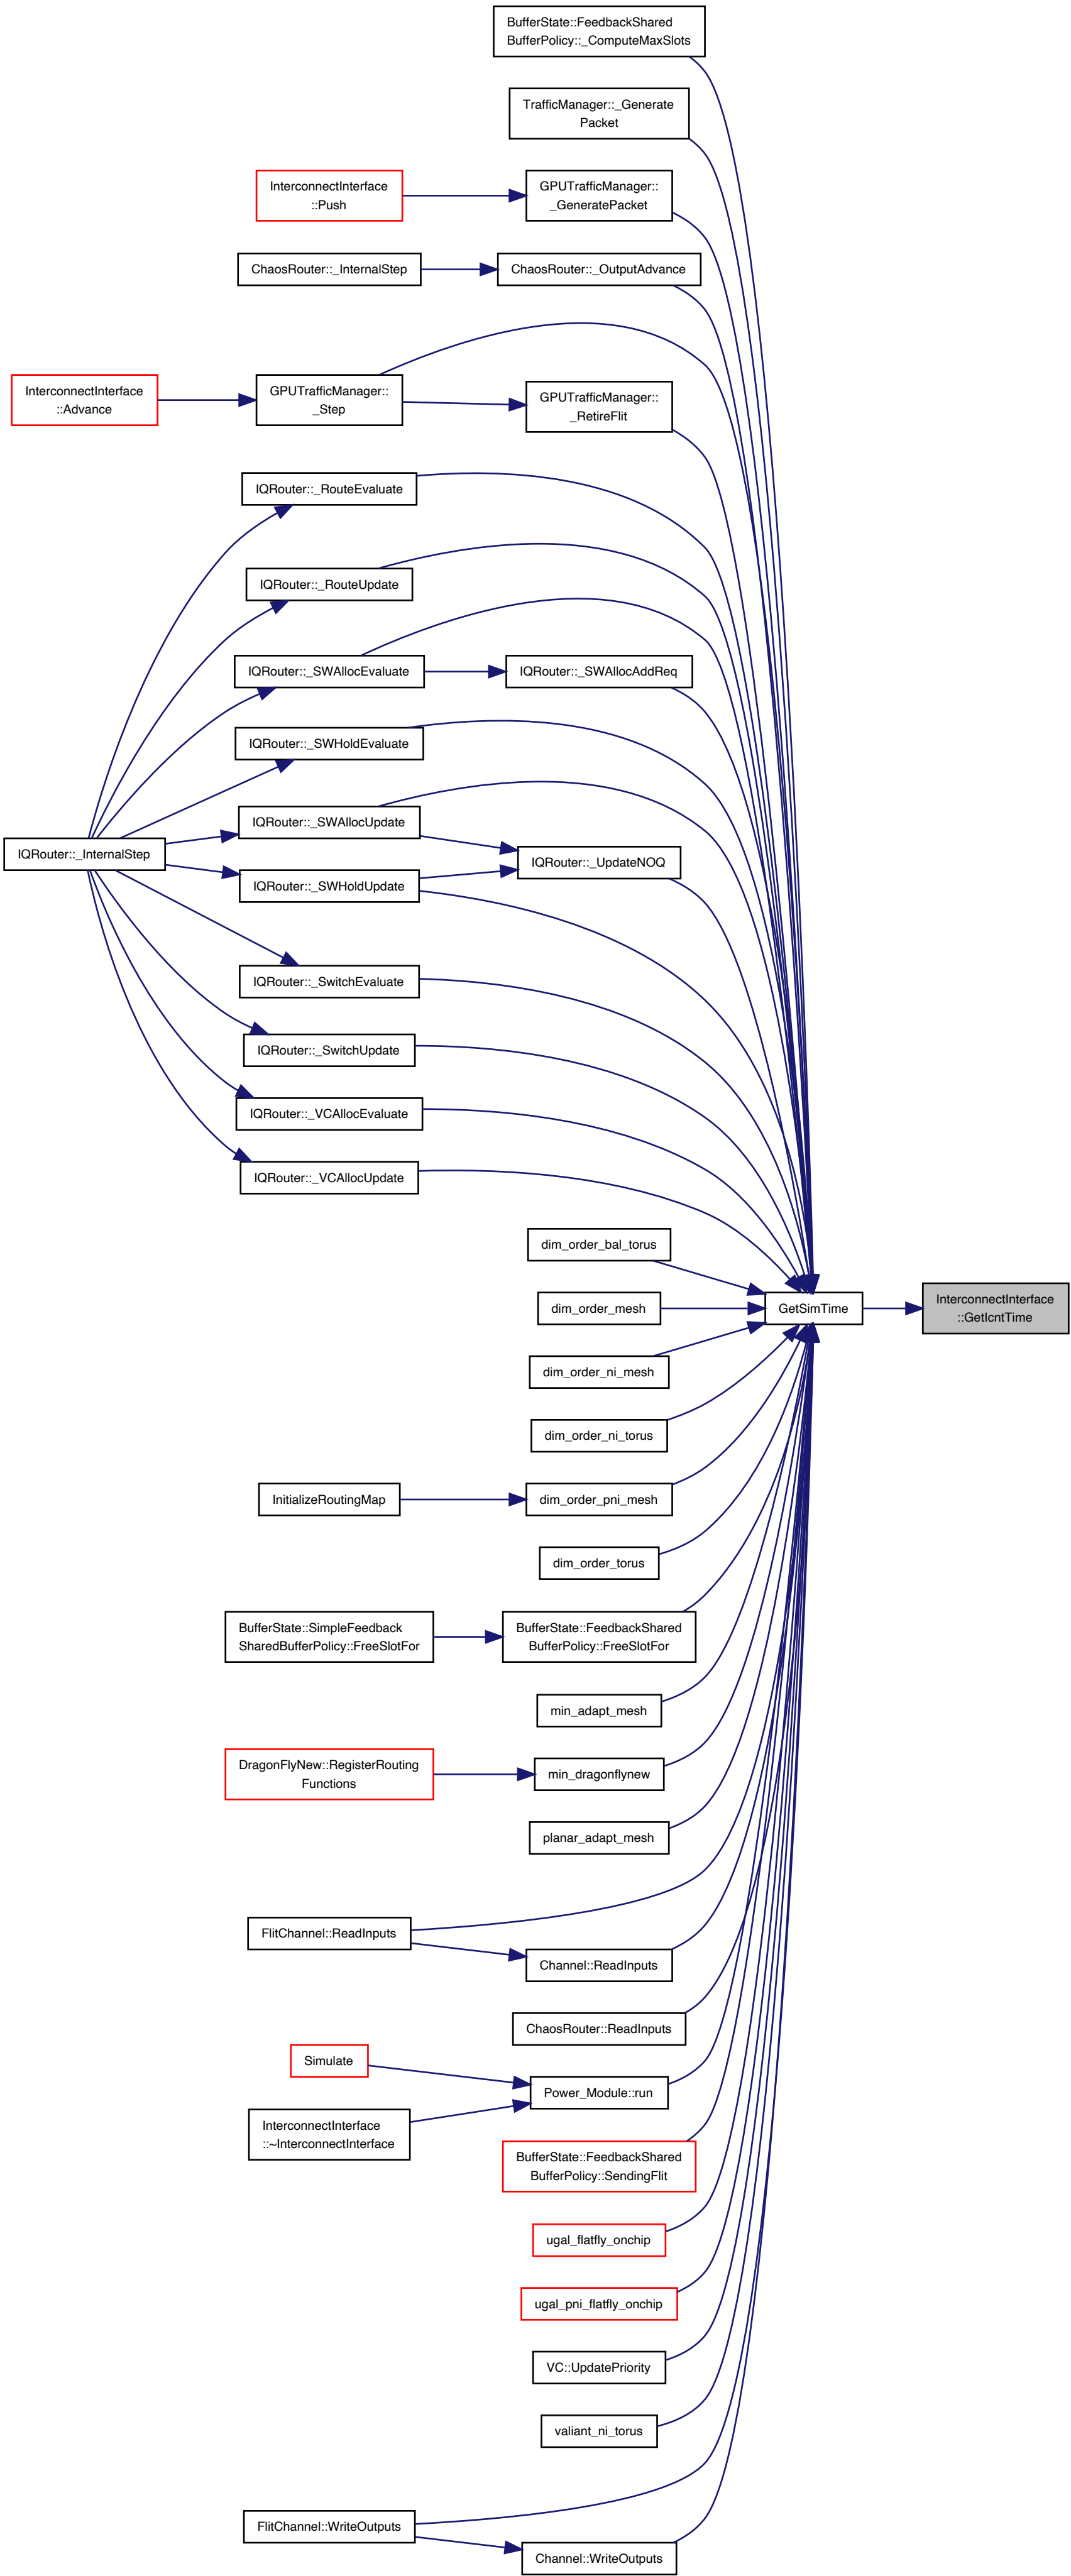 BufferState::FeedbackShared
BufferPolicy::_ComputeMaxSlots
TrafficManager::_Generate
Packet
InterconnectInterface
::Push
GPUTrafficManager::
_GeneratePacket
ChaosRouter::_InternalStep
ChaosRouter::_OutputAdvance
InterconnectInterface
::Advance
GPUTrafficManager::
_Step
GPUTrafficManager::
_RetireFlit
IQRouter::_RouteEvaluate
IQRouter::_RouteUpdate
IQRouter::_SWAllocEvaluate
IQRouter::_SWAllocAddReq
IQRouter::_SWHoldEvaluate
IQRouter::_SWAllocUpdate
IQRouter::_InternalStep
IQRouter::_UpdateNOQ
IQRouter::_SWHoldUpdate
IQRouter::_SwitchEvaluate
IQRouter::_SwitchUpdate
IQRouter::_VCAllocEvaluate
IQRouter::_VCAllocUpdate
dim_order_bal_torus
dim_order_mesh
GetSimTime
InterconnectInterface
::GetIcntTime
dim_order_ni_mesh
dim_order_ni_torus
InitializeRoutingMap
dim_order_pni_mesh
dim_order_torus
BufferState::SimpleFeedback
SharedBufferPolicy::FreeSlotFor
BufferState::FeedbackShared
BufferPolicy::FreeSlotFor
min_adapt_mesh
DragonFlyNew::RegisterRouting
Functions
min_dragonflynew
planar_adapt_mesh
FlitChannel::ReadInputs
Channel::ReadInputs
ChaosRouter::ReadInputs
Simulate
Power_Module::run
InterconnectInterface
::~InterconnectInterface
BufferState::FeedbackShared
BufferPolicy::SendingFlit
ugal_flatfly_onchip
ugal_pni_flatfly_onchip
VC::UpdatePriority
valiant_ni_torus
FlitChannel::WriteOutputs
Channel::WriteOutputs